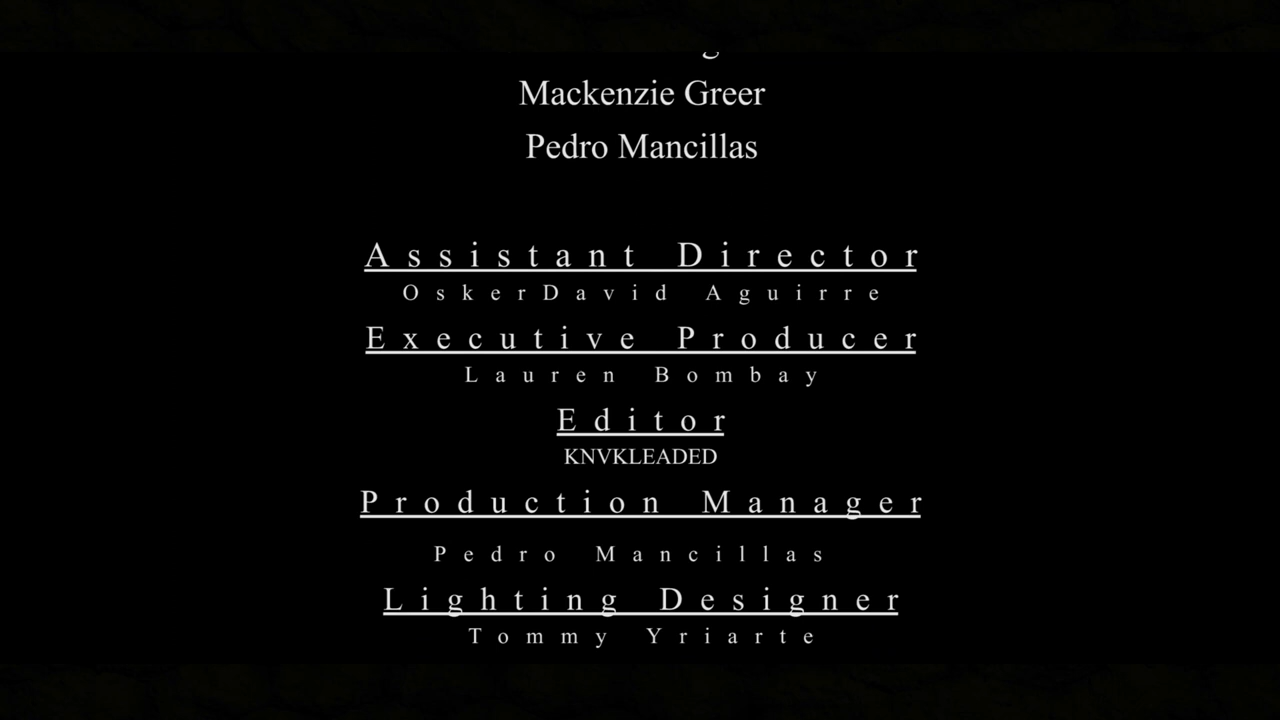 Mackenzie Greer
Pedro Mancillas
Assistant Director
OskerDavid Aguirre
Executive Producer
Lauren Bombay
Editor
KNVKLEADED
Production Manager
Pedro Mancillas
Lighting Designer
Tommy Yriarte